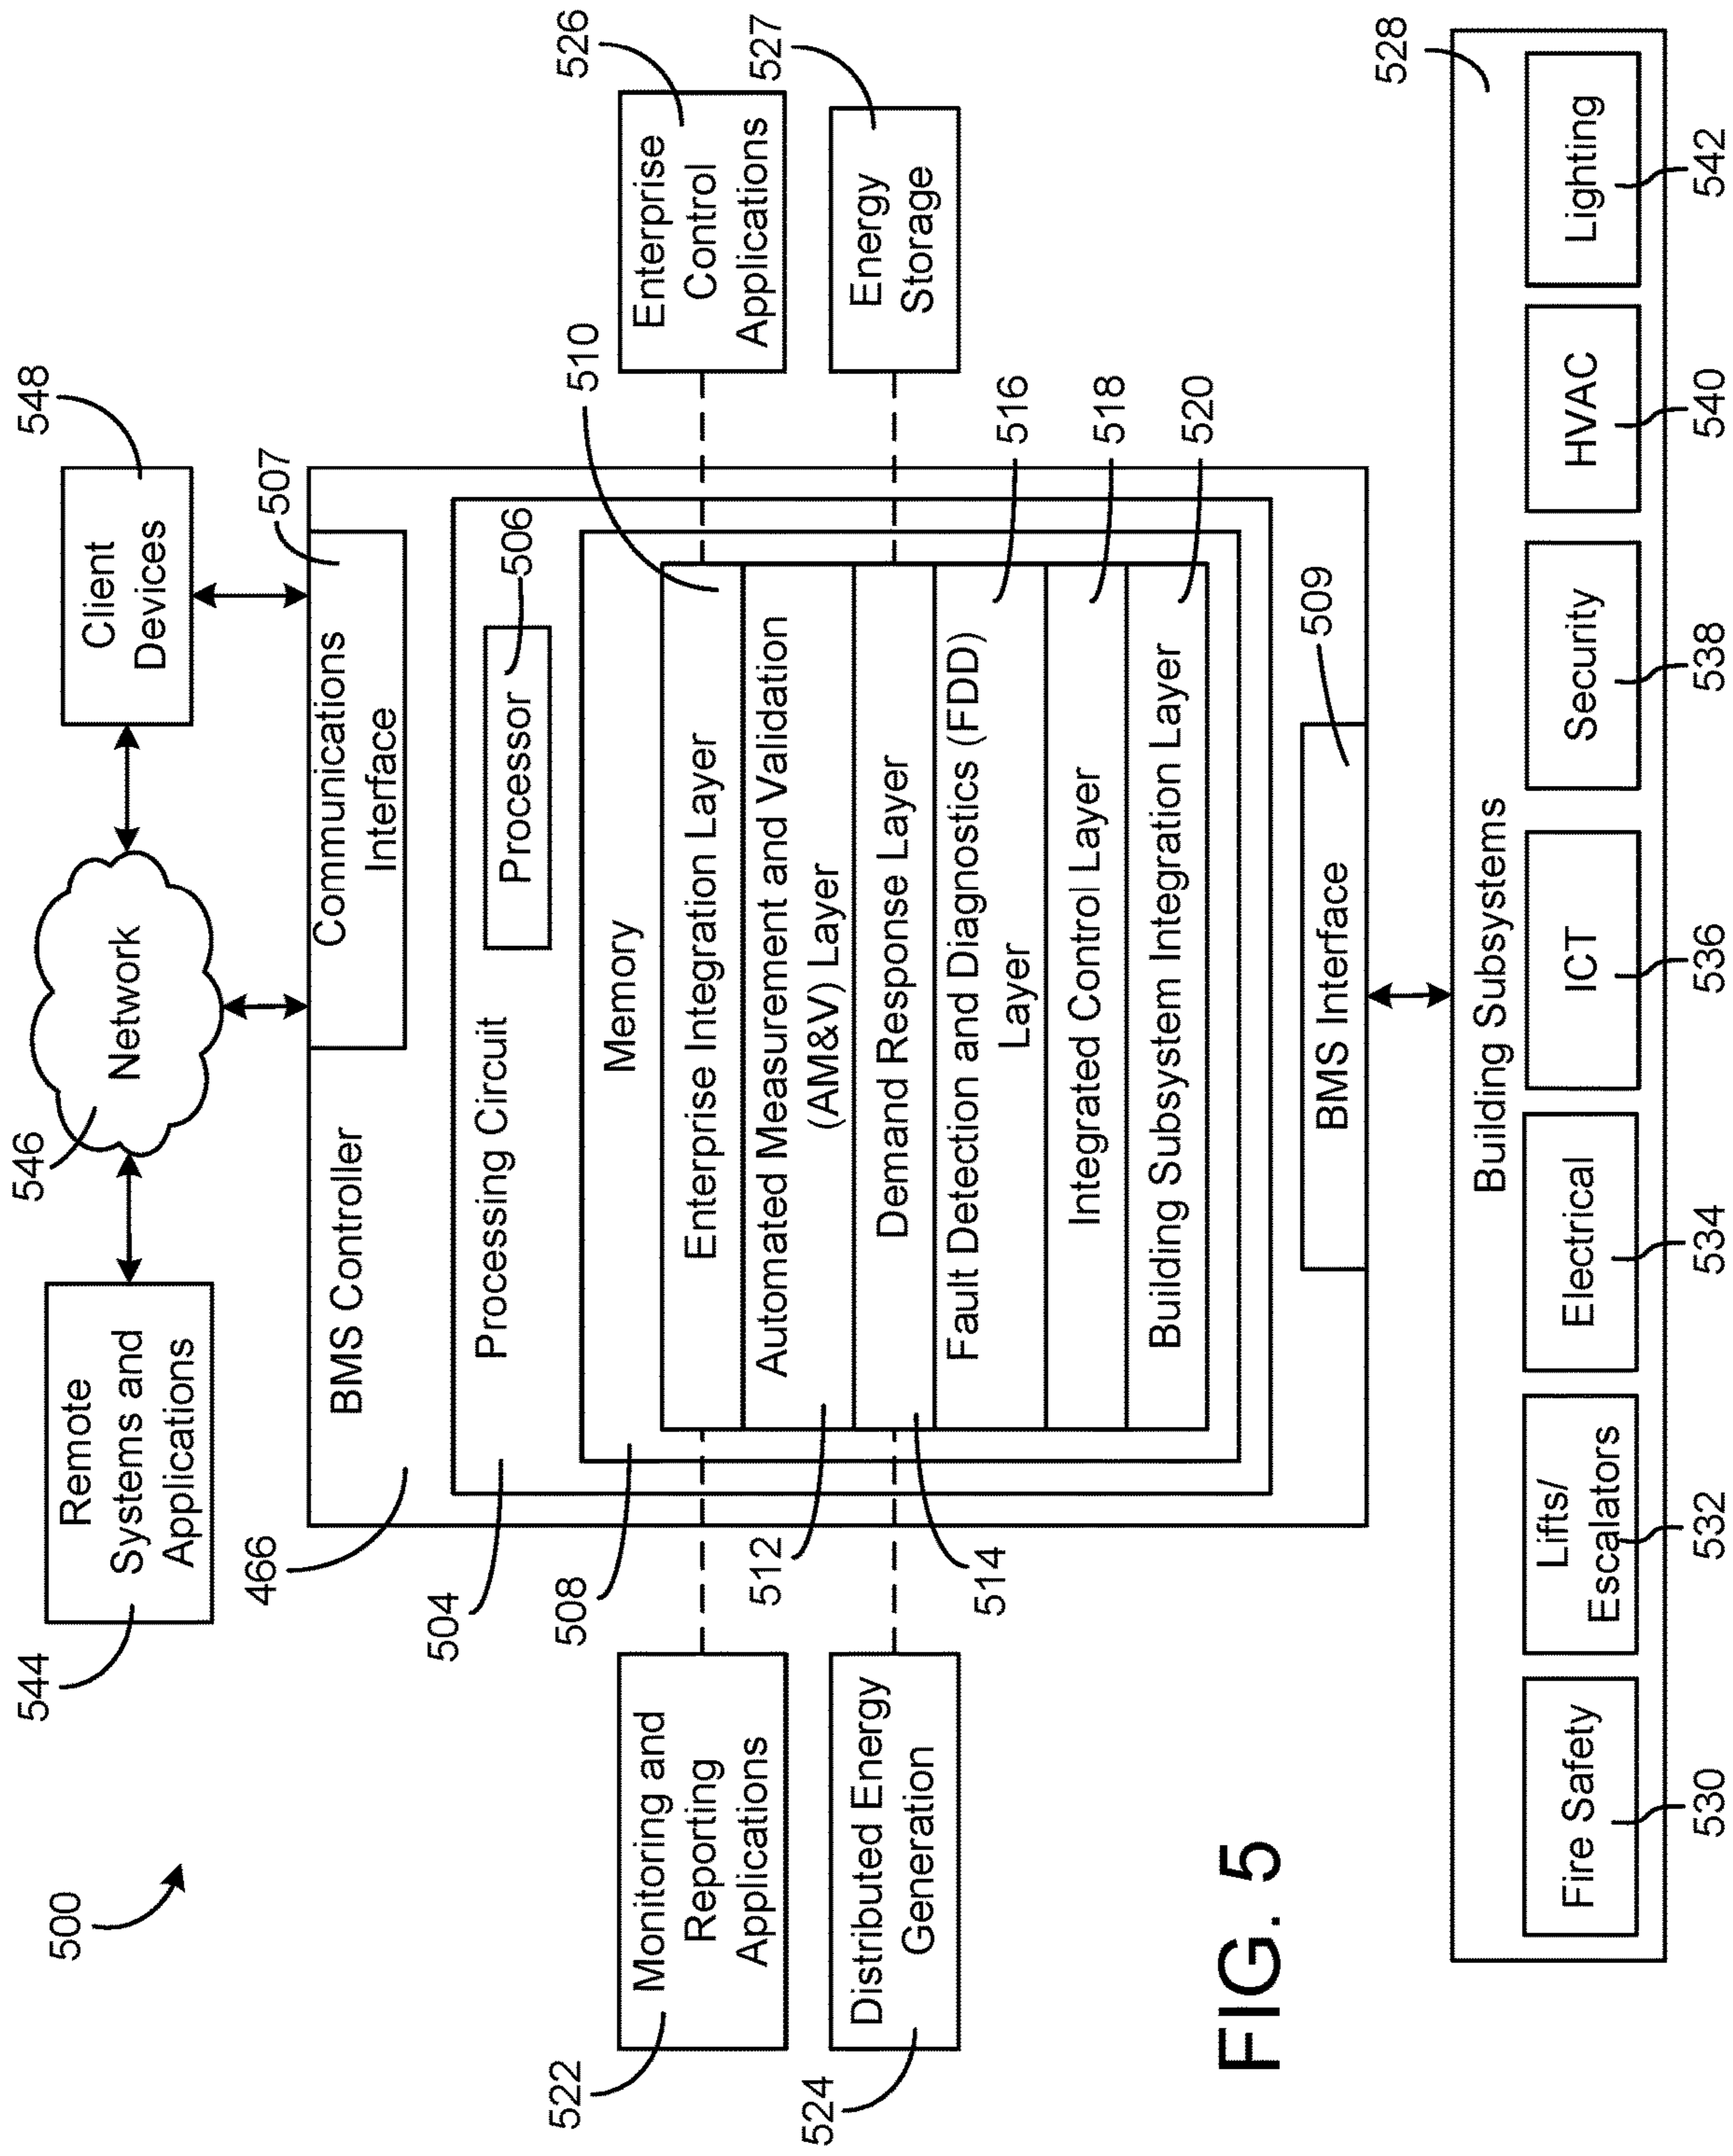 500
544
Remote
Systems and
Applications
546
Network
548
Client
Devices
466
BMS Controller
Communications
Interface
507
504
Processing Circuit
Processor
506
508
Memory
510
Enterprise Integration Layer
Automated Measurement and Validation
(AM&V) Layer
512
Demand Response Layer
514
Fault Detection and Diagnostics (FDD)
Layer
516
Integrated Control Layer
518
Building Subsystem Integration Layer
520
522
Monitoring and
Reporting
Applications
524
Distributed Energy
Generation
526
Enterprise
Control
Applications
527
Energy
Storage
BMS Interface
509
Building Subsystems
528
Fire Safety
530
Lifts/
Escalators
532
Electrical
534
ICT
536
Security
538
HVAC
540
Lighting
542
FIG. 5